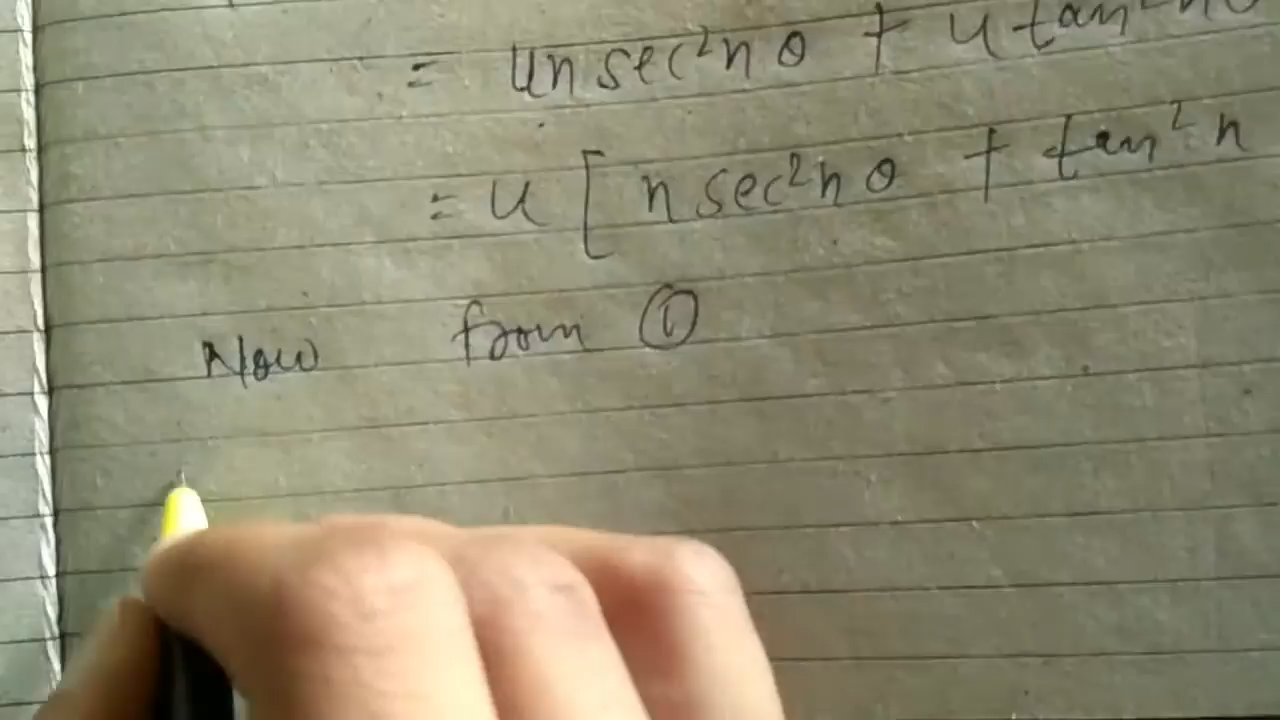 = un sec²nθ + u tan²nθ
= u [ n sec²nθ + tan²n
Now from ①